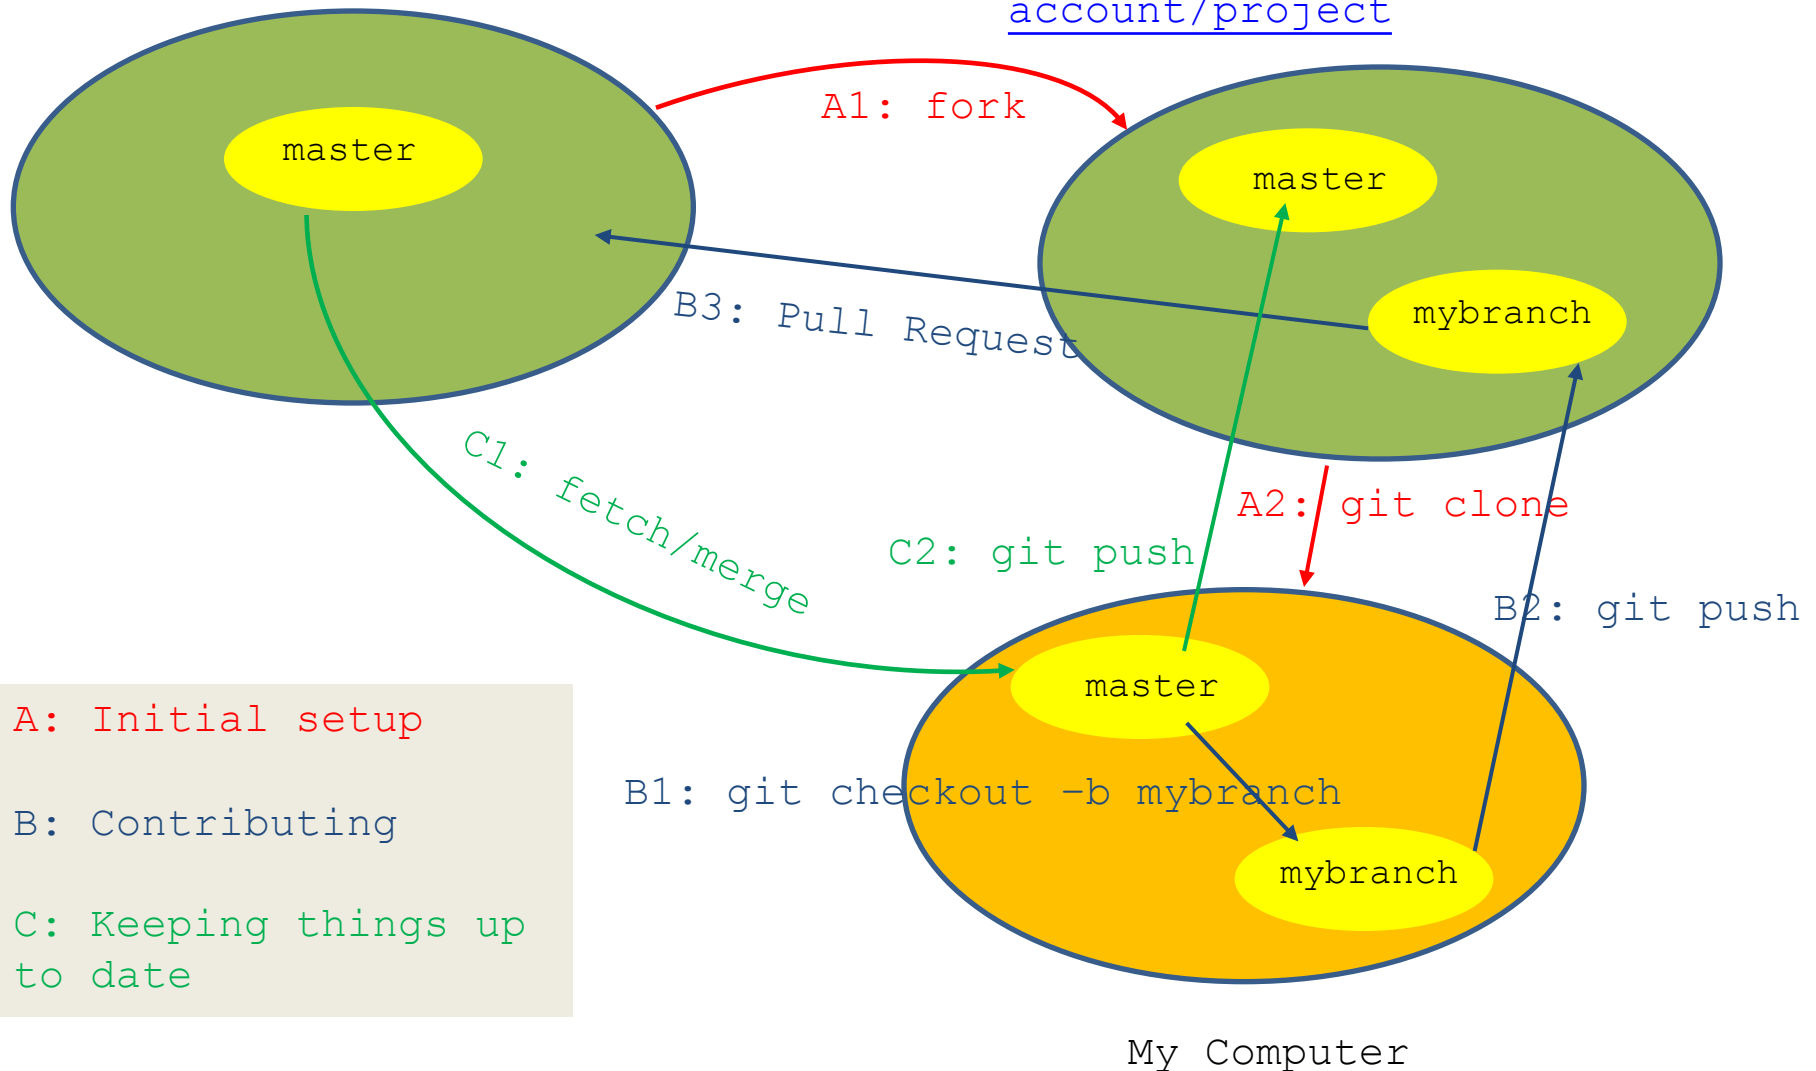 account/project
A1: fork
master
master
mybranch
B3: Pull Request
C1: fetch/merge
A2: git clone
C2: git push
B2: git push
master
A: Initial setup
B1: git checkout –b mybranch
B: Contributing
mybranch
C: Keeping things up
to date
My Computer